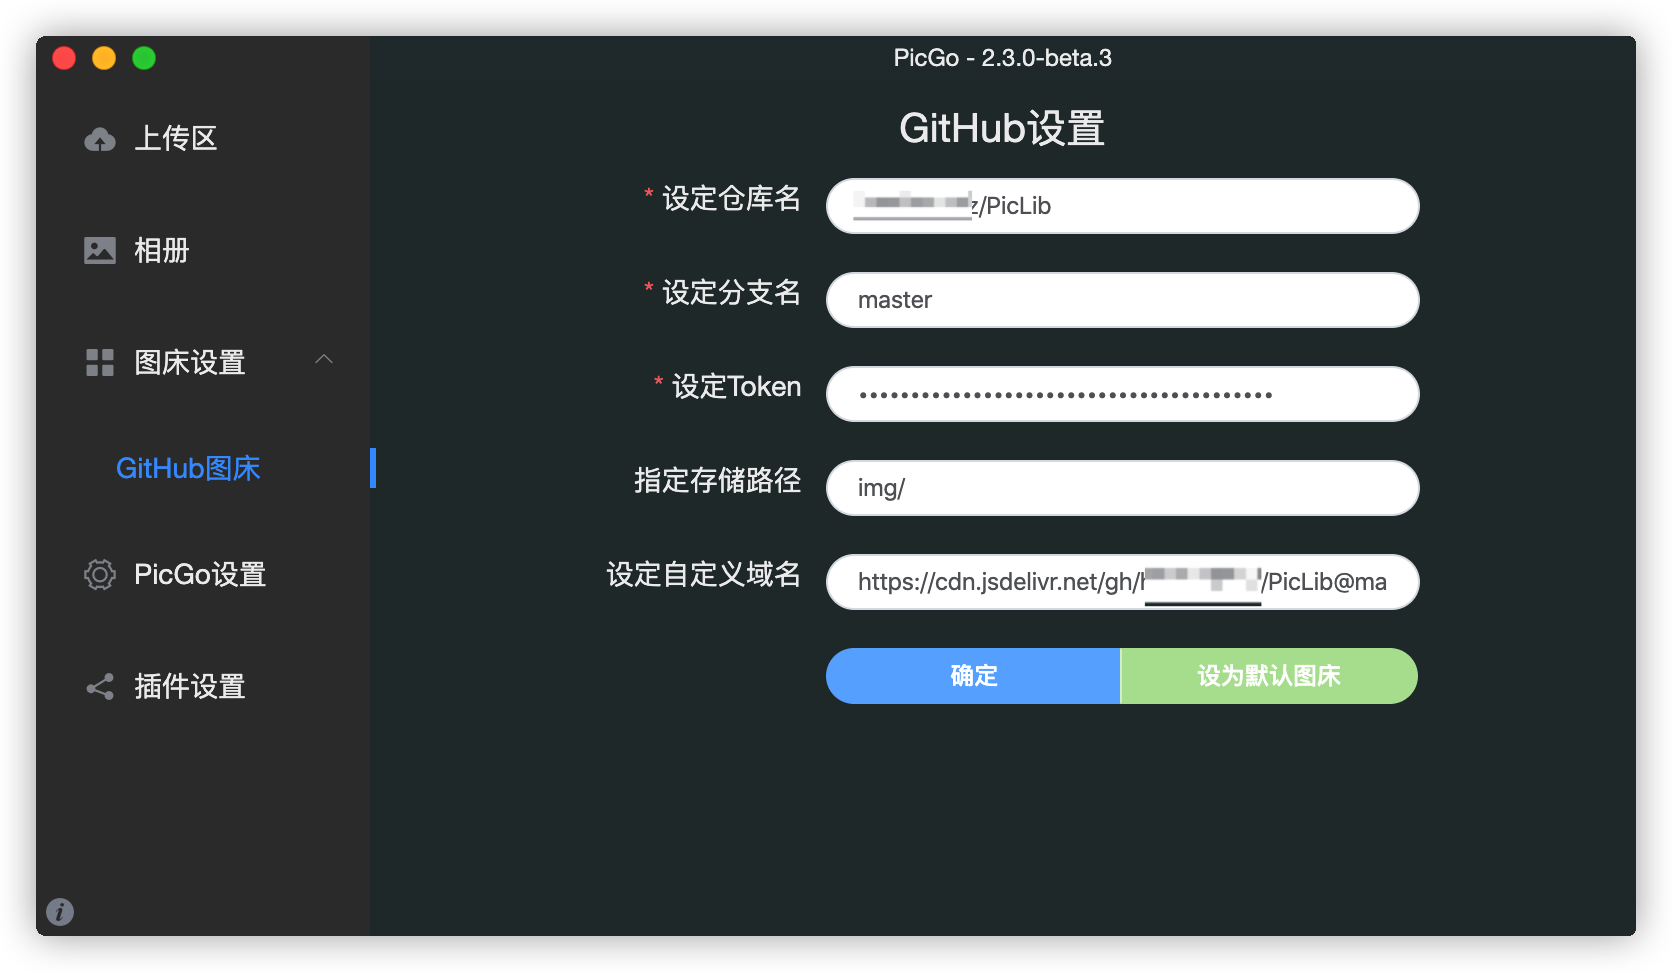 PicGo - 2.3.0-beta.3
上传区
相册
图床设置
GitHub图床
PicGo设置
插件设置
GitHub设置
* 设定仓库名
z/PicLib
* 设定分支名
master
* 设定Token
•••••••••••••••••••••••••••••••••••••••• 
指定存储路径
img/
设定自定义域名
https://cdn.jsdelivr.net/gh/h /PicLib@ma
确定
设为默认图床